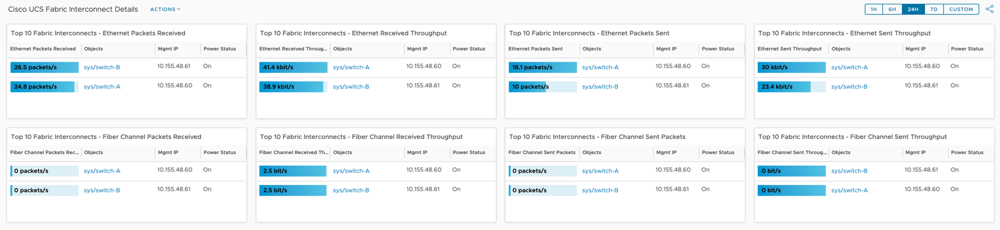 Cisco UCS Fabric Interconnect Details
ACTIONS
1H 6H 24H 7D CUSTOM
Top 10 Fabric Interconnects - Ethernet Packets Received
Ethernet Packets Received Objects Mgmt IP Power Status
26.5 packets/s sys/switch-B 10.155.48.61 On
24.8 packets/s sys/switch-A 10.155.48.60 On
Top 10 Fabric Interconnects - Ethernet Received Throughput
Ethernet Received Throug... Objects Mgmt IP Power Status
41.4 kbit/s sys/switch-A 10.155.48.60 On
38.9 kbit/s sys/switch-B 10.155.48.61 On
Top 10 Fabric Interconnects - Ethernet Packets Sent
Ethernet Packets Sent Objects Mgmt IP Power Status
18.1 packets/s sys/switch-A 10.155.48.60 On
10 packets/s sys/switch-B 10.155.48.61 On
Top 10 Fabric Interconnects - Ethernet Sent Throughput
Ethernet Sent Throughput Objects Mgmt IP Power Status
30 kbit/s sys/switch-A 10.155.48.60 On
23.4 kbit/s sys/switch-B 10.155.48.61 On
Top 10 Fabric Interconnects - Fiber Channel Packets Received
Fiber Channel Packets Rec... Objects Mgmt IP Power Status
0 packets/s sys/switch-A 10.155.48.60 On
0 packets/s sys/switch-B 10.155.48.61 On
Top 10 Fabric Interconnects - Fiber Channel Received Throughput
Fiber Channel Received Th... Objects Mgmt IP Power Status
2.5 bit/s sys/switch-A 10.155.48.60 On
2.5 bit/s sys/switch-B 10.155.48.61 On
Top 10 Fabric Interconnects - Fiber Channel Sent Packets
Fiber Channel Sent Packets Objects Mgmt IP Power Status
0 packets/s sys/switch-A 10.155.48.60 On
0 packets/s sys/switch-B 10.155.48.61 On
Top 10 Fabric Interconnects - Fiber Channel Sent Throughput
Fiber Channel Sent Throug... Objects Mgmt IP Power Status
0 bit/s sys/switch-B 10.155.48.60 On
0 bit/s sys/switch-A 10.155.48.61 On